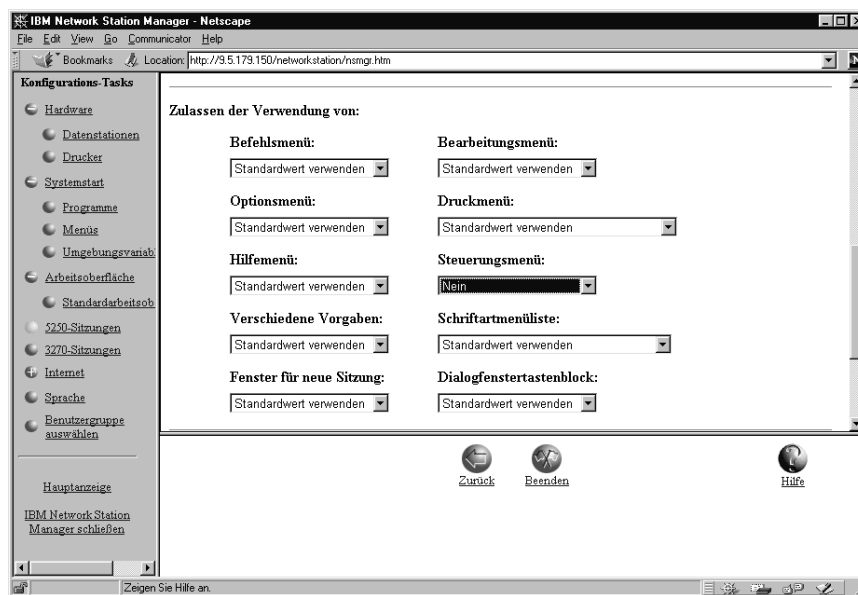 IBM Network Station Manager - Netscape
File Edit View Go Communicator Help
Bookmarks Location: http://9.5.179.150/networkstation/nsmgr.htm
Konfigurations-Tasks
Hardware
Datenstationen
Drucker
Systemstart
Programme
Menüs
Umgebungsvariab
Arbeitsoberfläche
Standardarbeitsob
5250-Sitzungen
3270-Sitzungen
Internet
Sprache
Benutzergruppe
auswählen
Hauptanzeige
IBM Network Station
Manager schließen
Zulassen der Verwendung von:
Befehlsmenü: Bearbeitungsmenü:
Standardwert verwenden Standardwert verwenden
Optionsmenü: Druckmenü:
Standardwert verwenden Standardwert verwenden
Hilfemenü: Steuerungsmenü:
Standardwert verwenden Nein
Verschiedene Vorgaben: Schriftartmenüliste:
Standardwert verwenden Standardwert verwenden
Fenster für neue Sitzung: Dialogfenstertastenblock:
Standardwert verwenden Standardwert verwenden
Zurück Beenden Hilfe
Zeigen Sie Hilfe an.